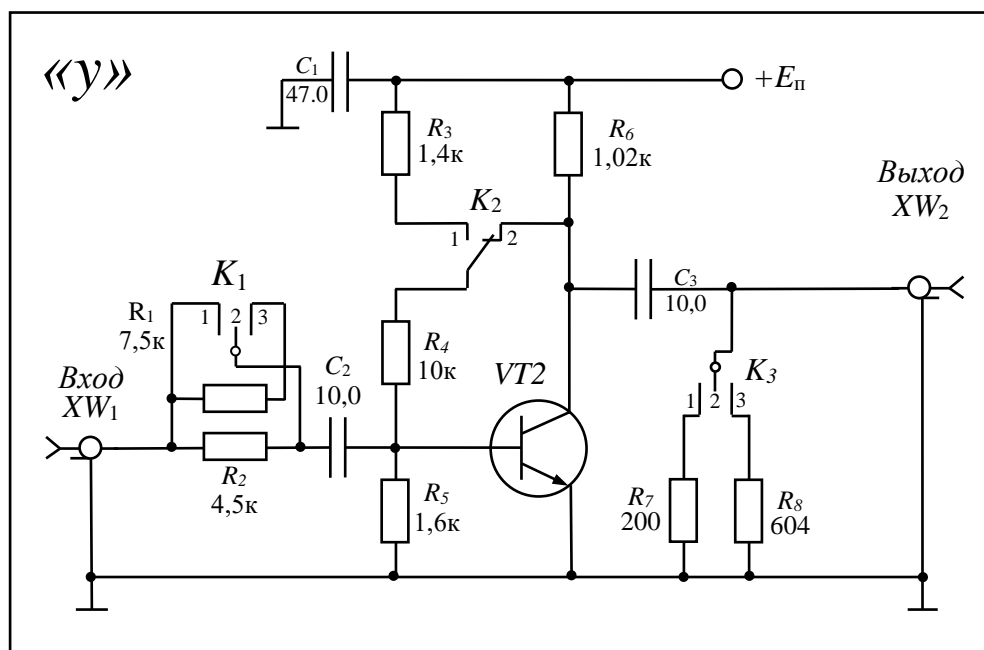 «у»
C1
47.0
+Eп
R3
1,4к
R6
1,02к
Выход
XW2
K2
1
2
K1
C3
10,0
R1
7,5к
1 2 3
R4
10к
C2
10,0
VT2
K3
Вход
XW1
1 2 3
R2
4,5к
R5
1,6к
R7
200
R8
604